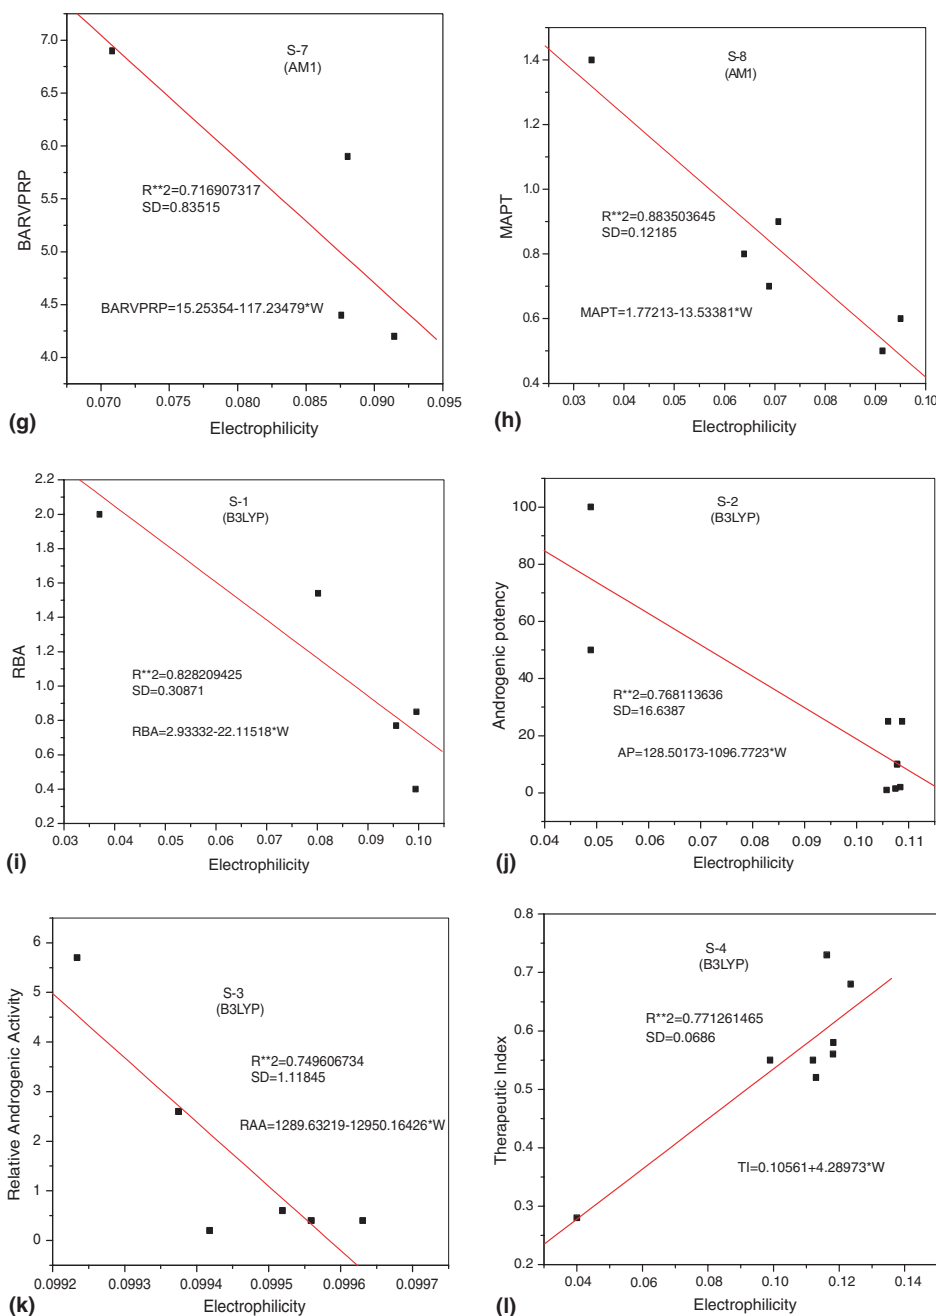 S-7
(AM1)
7.0
6.5
6.0
5.5
5.0
4.5
4.0
BARVPRP
R**2=0.716907317
SD=0.83515
BARVPRP=15.25354-117.23479*W
0.070 0.075 0.080 0.085 0.090 0.095
Electrophilicity
(g)
S-8
(AM1)
1.4
1.2
1.0
0.8
0.6
0.4
MAPT
R**2=0.883503645
SD=0.12185
MAPT=1.77213-13.53381*W
0.03 0.04 0.05 0.06 0.07 0.08 0.09 0.10
Electrophilicity
(h)
S-1
(B3LYP)
2.2
2.0
1.8
1.6
1.4
1.2
1.0
0.8
0.6
0.4
0.2
RBA
R**2=0.828209425
SD=0.30871
RBA=2.93332-22.11518*W
0.03 0.04 0.05 0.06 0.07 0.08 0.09 0.10
Electrophilicity
(i)
S-2
(B3LYP)
100
80
60
40
20
0
Androgenic potency
R**2=0.768113636
SD=16.6387
AP=128.50173-1096.7723*W
0.04 0.05 0.06 0.07 0.08 0.09 0.10 0.11
Electrophilicity
(j)
S-3
(B3LYP)
6
5
4
3
2
1
0
Relative Androgenic Activity
R**2=0.749606734
SD=1.11845
RAA=1289.63219-12950.16426*W
0.0992 0.0993 0.0994 0.0995 0.0996 0.0997
Electrophilicity
(k)
S-4
(B3LYP)
0.8
0.7
0.6
0.5
0.4
0.3
0.2
Therapeutic Index
R**2=0.771261465
SD=0.0686
TI=0.10561+4.28973*W
0.04 0.06 0.08 0.10 0.12 0.14
Electrophilicity
(l)